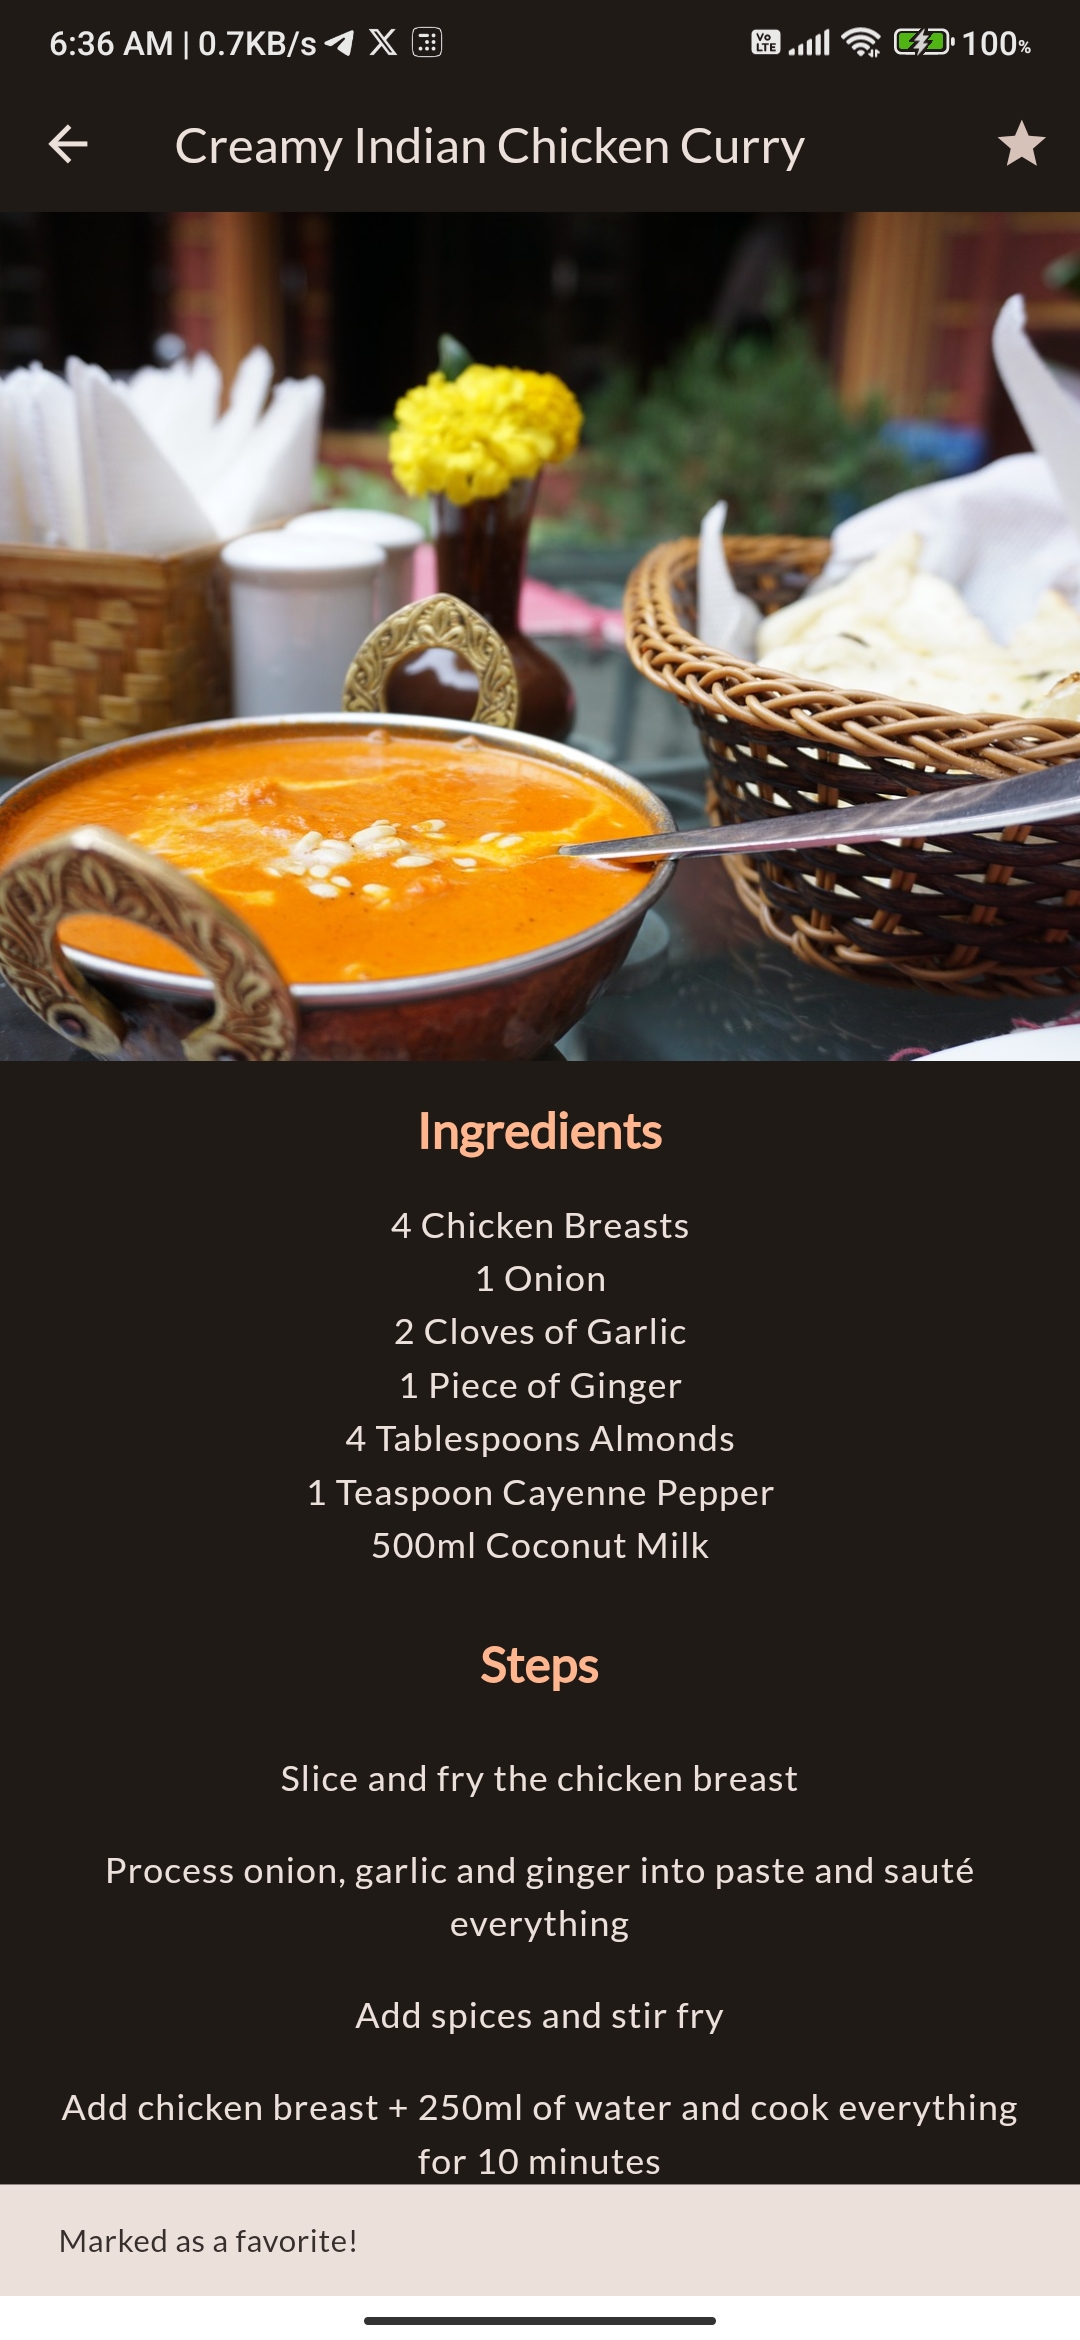 6:36 AM | 0.7KB/s
Vo LTE 100%
Creamy Indian Chicken Curry
Ingredients
4 Chicken Breasts
1 Onion
2 Cloves of Garlic
1 Piece of Ginger
4 Tablespoons Almonds
1 Teaspoon Cayenne Pepper
500ml Coconut Milk
Steps
Slice and fry the chicken breast
Process onion, garlic and ginger into paste and sauté
everything
Add spices and stir fry
Add chicken breast + 250ml of water and cook everything
for 10 minutes
Marked as a favorite!